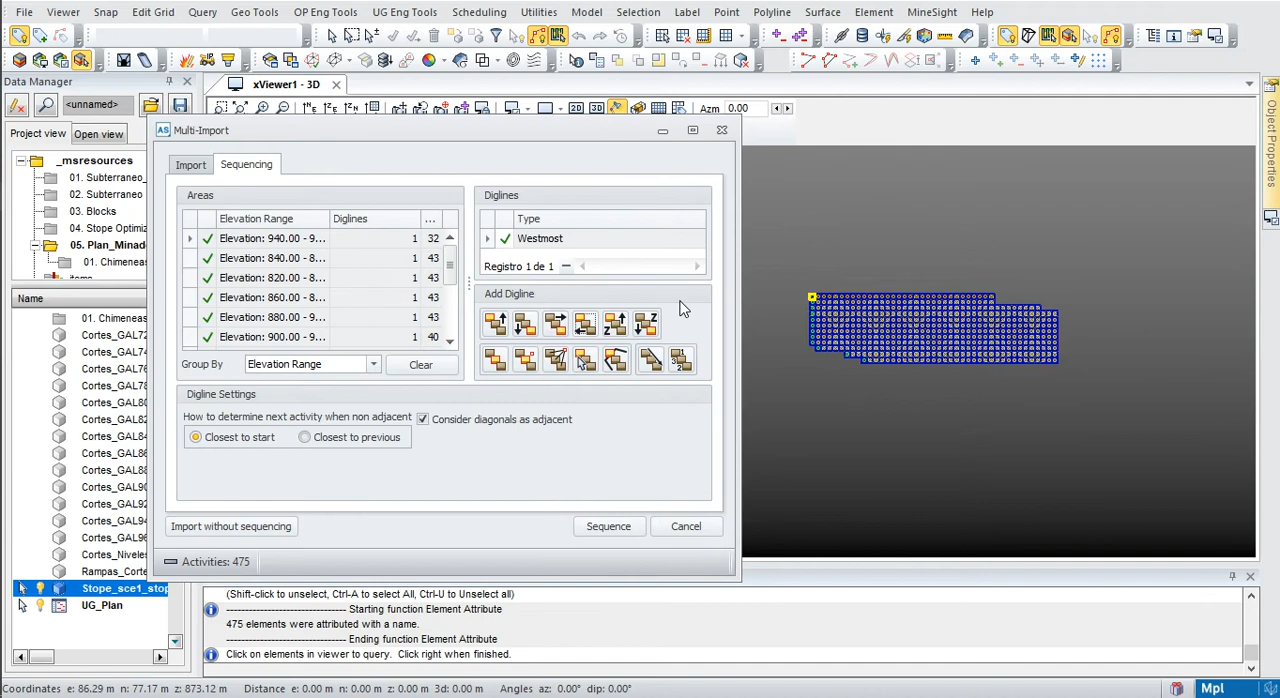 File Viewer Snap Edit Grid Query Geo Tools OP Eng Tools UG Eng Tools Scheduling Utilities Model Selection Label Point Polyline Surface Element MineSight Help
Data Manager
xViewer1 - 3D
<unnamed>
2D 3D Azm 0.00
Project view Open view
_msresources
01. Subterraneo_
02. Subterraneo
03. Blocks
04. Stope Optimiz
05. Plan_Minad
01. Chimeneas
items
Name
01. Chimeneas
Cortes_GAL72
Cortes_GAL74
Cortes_GAL76
Cortes_GAL78
Cortes_GAL80
Cortes_GAL82
Cortes_GAL84
Cortes_GAL86
Cortes_GAL88
Cortes_GAL90
Cortes_GAL92
Cortes_GAL94
Cortes_GAL96
Cortes_Niveles
Rampas_Corte
Stope_sce1_stop
UG_Plan
AS Multi-Import
Import Sequencing
Areas
Elevation Range Diglines ...
Elevation: 940.00 - 9... 1 32
Elevation: 840.00 - 8... 1 43
Elevation: 820.00 - 8... 1 43
Elevation: 860.00 - 8... 1 43
Elevation: 800.00 - 8... 1 43
Elevation: 900.00 - 9... 1 40
Group By Elevation Range Clear
Diglines
Type
Westmost
Registro 1 de 1
Add Digline
Digline Settings
How to determine next activity when non adjacent
Closest to start Closest to previous
Consider diagonals as adjacent
Import without sequencing Sequence Cancel
Activities: 475
Object Properties
(Shift-click to unselect, Ctrl-A to select All, Ctrl-U to Unselect all)
-------------------------------- Starting function Element Attribute
475 elements were attributed with a name.
-------------------------------- Ending function Element Attribute
Click on elements in viewer to query. Click right when finished.
Coordinates e: 86.29 m n: 77.17 m z: 873.12 m Distance e: 0.00 m n: 0.00 m z: 0.00 m 3d: 0.00 m Angles az: 0.00° dip: 0.00°
Mpl